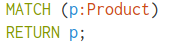 MATCH (p:Product)
RETURN p;